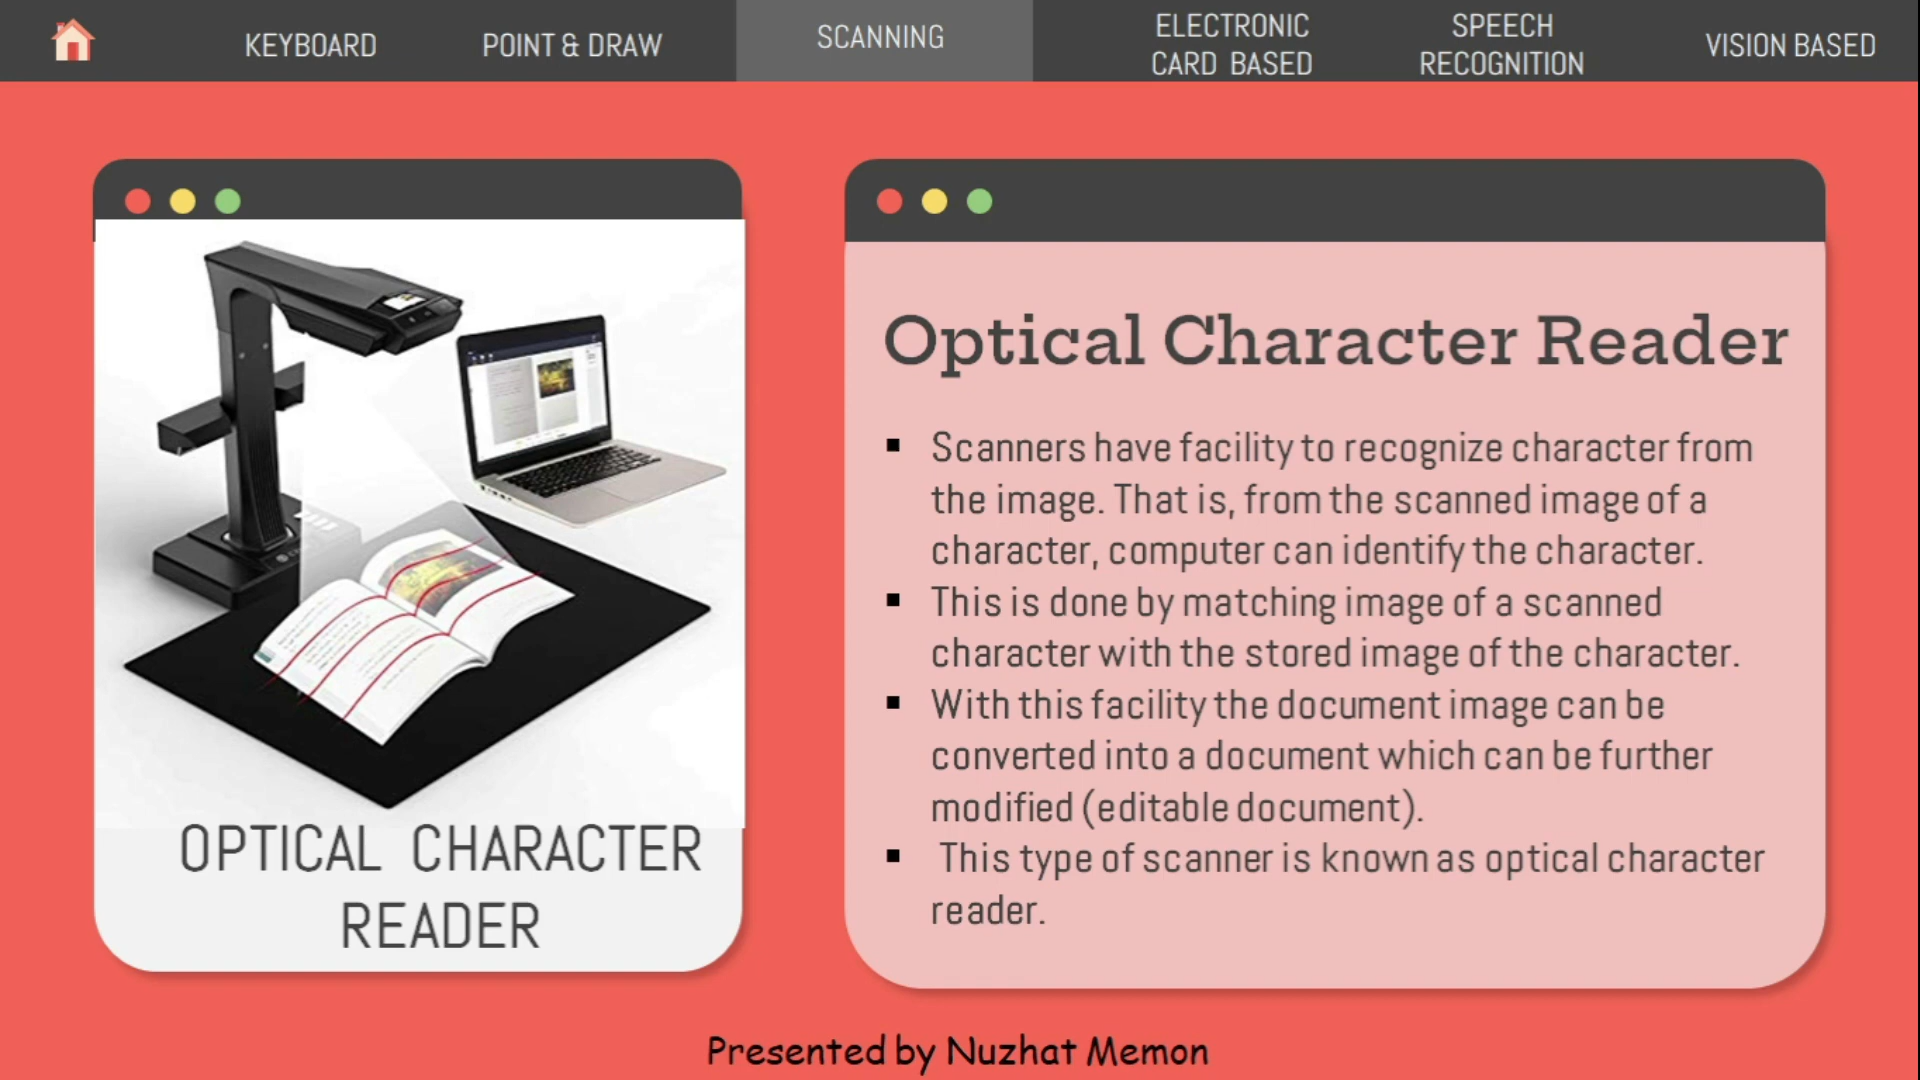 KEYBOARD
POINT & DRAW
SCANNING
ELECTRONIC
CARD BASED
SPEECH
RECOGNITION
VISION BASED
OPTICAL CHARACTER
READER
Optical Character Reader
▪ Scanners have facility to recognize character from
the image. That is, from the scanned image of a
character, computer can identify the character.
▪ This is done by matching image of a scanned
character with the stored image of the character.
▪ With this facility the document image can be
converted into a document which can be further
modified (editable document).
▪ This type of scanner is known as optical character
reader.
Presented by Nuzhat Memon